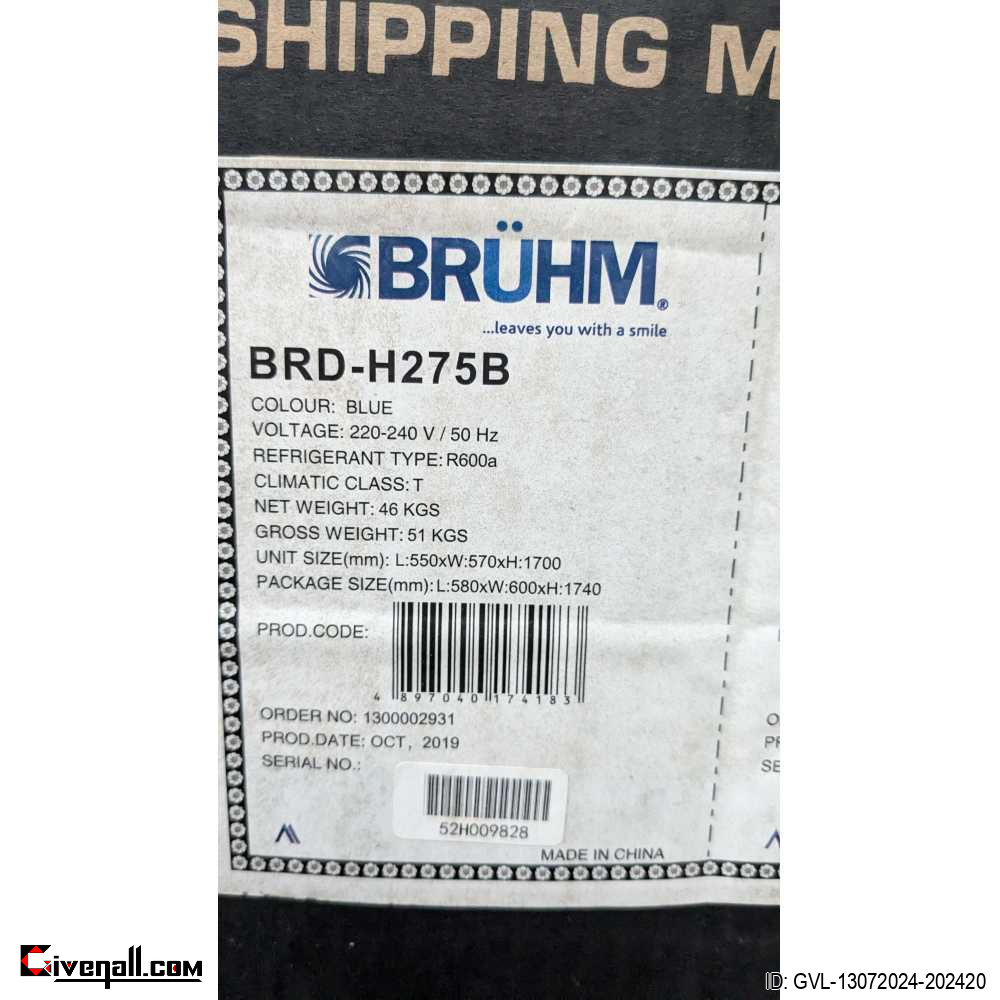 SHIPPING M
BRÜHM®
...leaves you with a smile
BRD-H275B
COLOUR: BLUE
VOLTAGE: 220-240 V / 50 Hz
REFRIGERANT TYPE: R600a
CLIMATIC CLASS: T
NET WEIGHT: 46 KGS
GROSS WEIGHT: 51 KGS
UNIT SIZE(mm): L:550xW:570xH:1700
PACKAGE SIZE(mm): L:580xW:600xH:1740
PROD.CODE:
4 897040 174183
ORDER NO: 1300002931
O
PROD.DATE: OCT, 2019
PR
SERIAL NO.:
SE
52H009828
MADE IN CHINA
Givenall.com
ID: GVL-13072024-202420